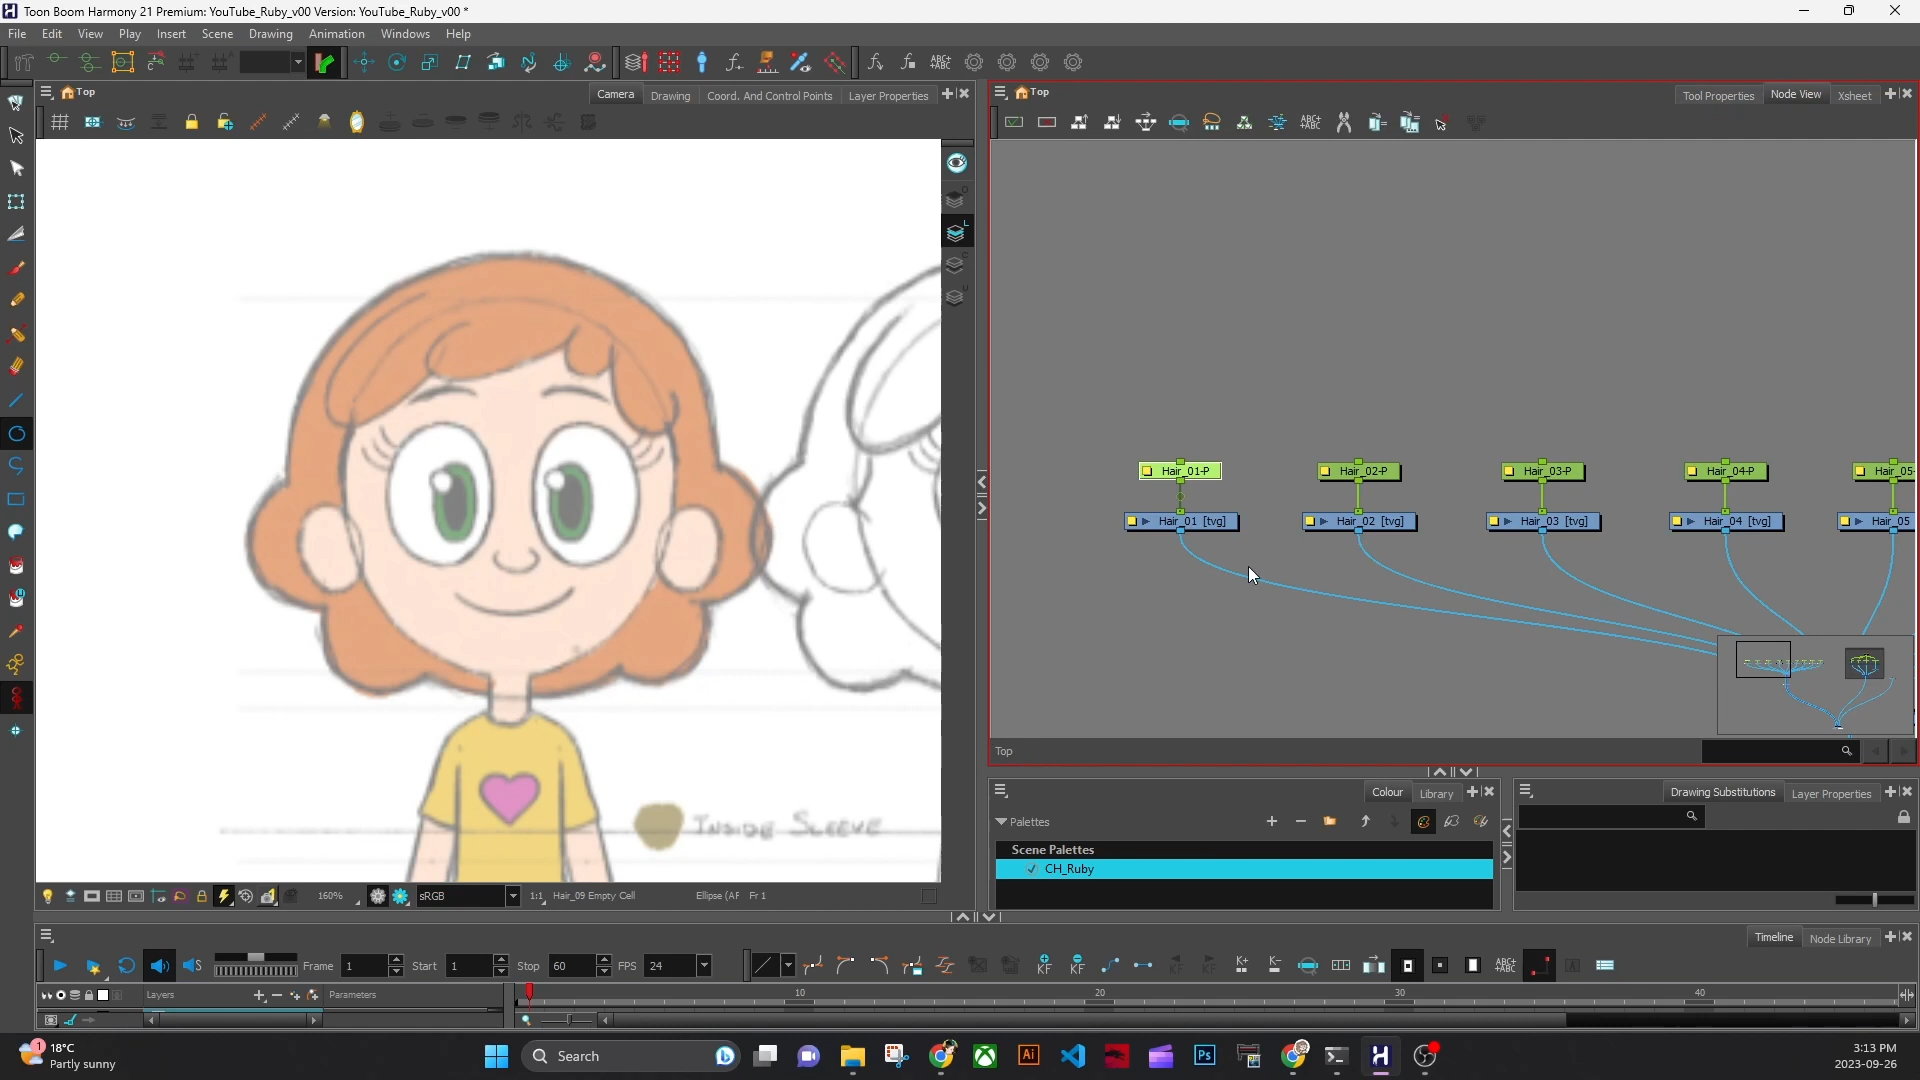 Toon Boom Harmony 21 Premium: YouTube_Ruby_v00 Version: YouTube_Ruby_v00 *
File Edit View Play Insert Scene Drawing Animation Windows Help
Top
Camera Drawing Coord. And Control Points Layer Properties
Top
Tool Properties Node View Xsheet
Hair_01-P Hair_02-P Hair_03-P Hair_04-P Hair_05-
Hair_01 [tvg] Hair_02 [tvg] Hair_03 [tvg] Hair_04 [tvg] Hair_05
INSIDE SLEEVE
Top
Colour Library
Palettes
Scene Palettes
CH_Ruby
Drawing Substitutions Layer Properties
160% sRGB 1:1 Hair_09 Empty Cell Ellipse (AF Fr 1
Timeline Node Library
Frame 1 Start 1 Stop 60 FPS 24
Layers Parameters
10 20 30 40
1 18°C
Partly sunny
Search
Ai
Ps
3:13 PM
2023-09-26